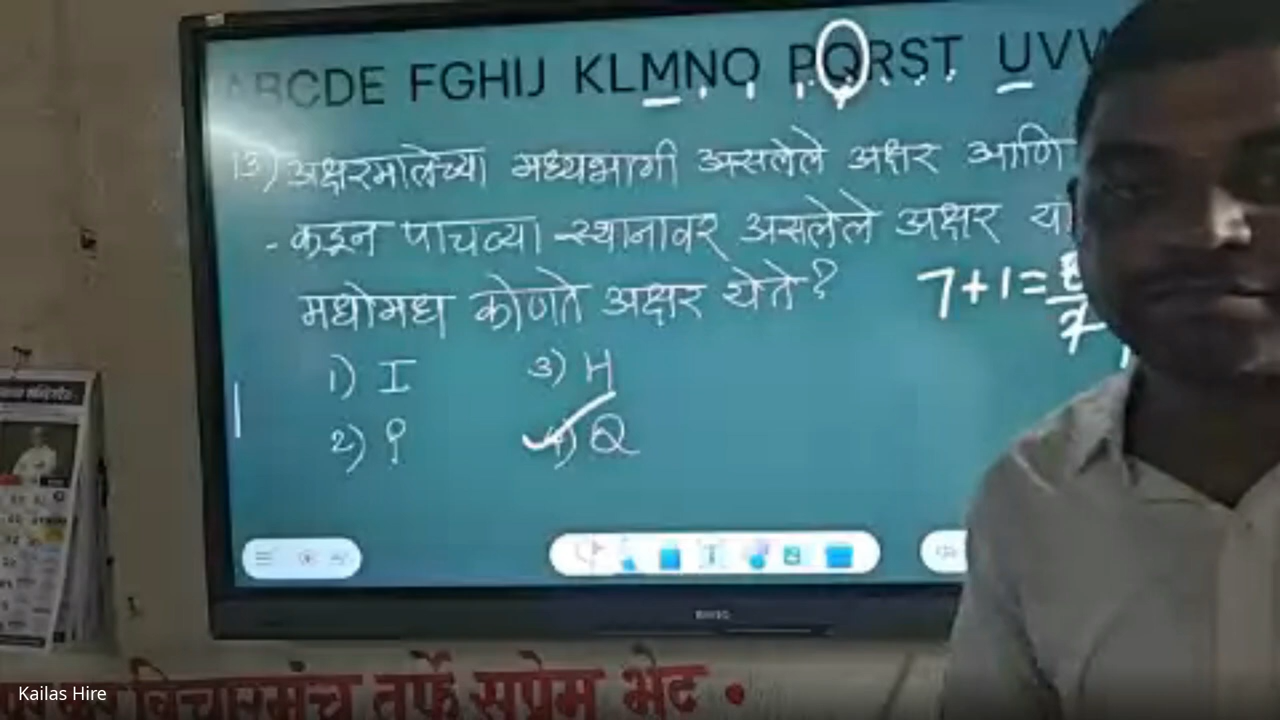 ABCDE FGHIJ KLMNO PQRST UVW
13) अक्षरमालेच्या मध्यभागी असलेले अक्षर आणि
- कडून पाचव्या स्थानावर असलेले अक्षर या
मधोमध कोणते अक्षर येते?
7+1=8
2
1) I 3) H
2) P 4) Q
विचारमंच तर्फे सप्रेम भेट
Kailas Hire